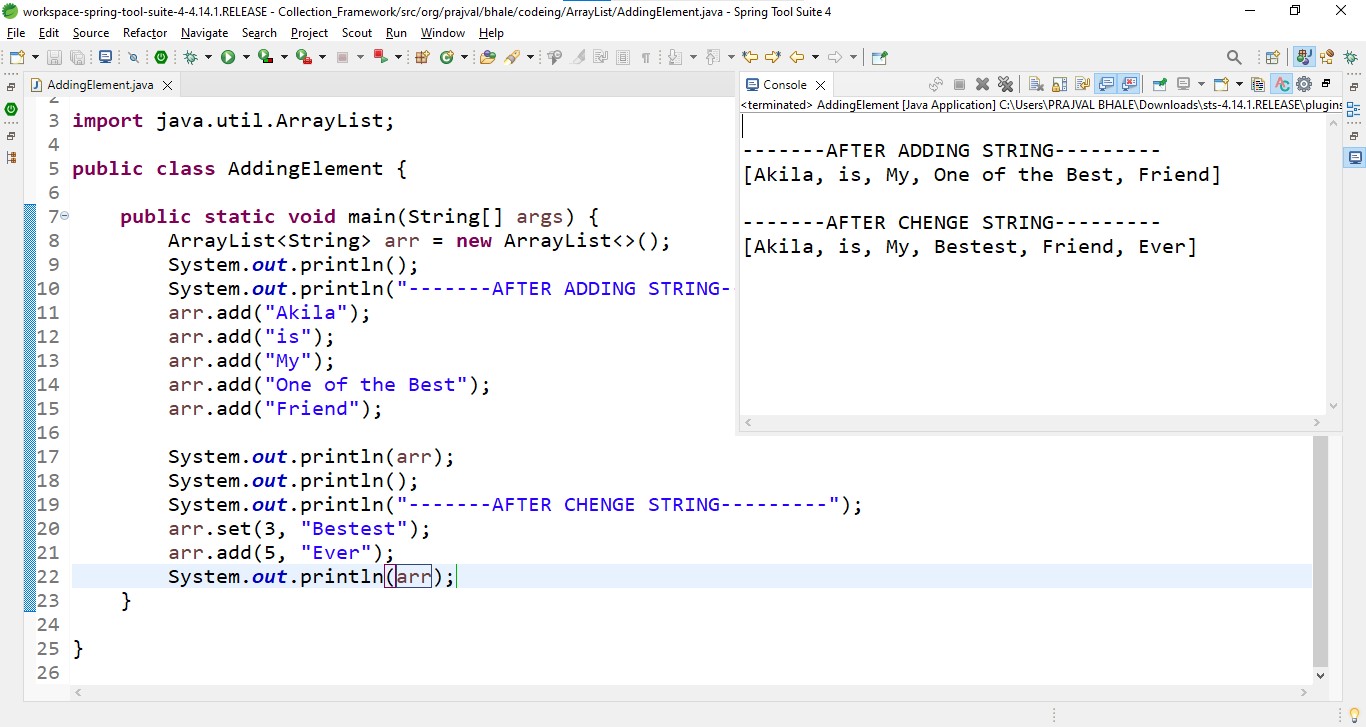 workspace-spring-tool-suite-4-4.14.1.RELEASE - Collection_Framework/src/org/prajval/bhale/codeing/ArrayList/AddingElement.java - Spring Tool Suite 4
File Edit Source Refactor Navigate Search Project Scout Run Window Help
AddingElement.java
3 import java.util.ArrayList;
4
5 public class AddingElement {
6
7 public static void main(String[] args) {
8 ArrayList<String> arr = new ArrayList<>();
9 System.out.println();
10 System.out.println("-------AFTER ADDING STRING-
11 arr.add("Akila");
12 arr.add("is");
13 arr.add("My");
14 arr.add("One of the Best");
15 arr.add("Friend");
16
17 System.out.println(arr);
18 System.out.println();
19 System.out.println("-------AFTER CHENGE STRING---------");
20 arr.set(3, "Bestest");
21 arr.add(5, "Ever");
22 System.out.println(arr);
23 }
24
25 }
26
Console
<terminated> AddingElement [Java Application] C:\Users\PRAJVAL BHALE\Downloads\sts-4.14.1.RELEASE\plugins
-------AFTER ADDING STRING---------
[Akila, is, My, One of the Best, Friend]
-------AFTER CHENGE STRING---------
[Akila, is, My, Bestest, Friend, Ever]